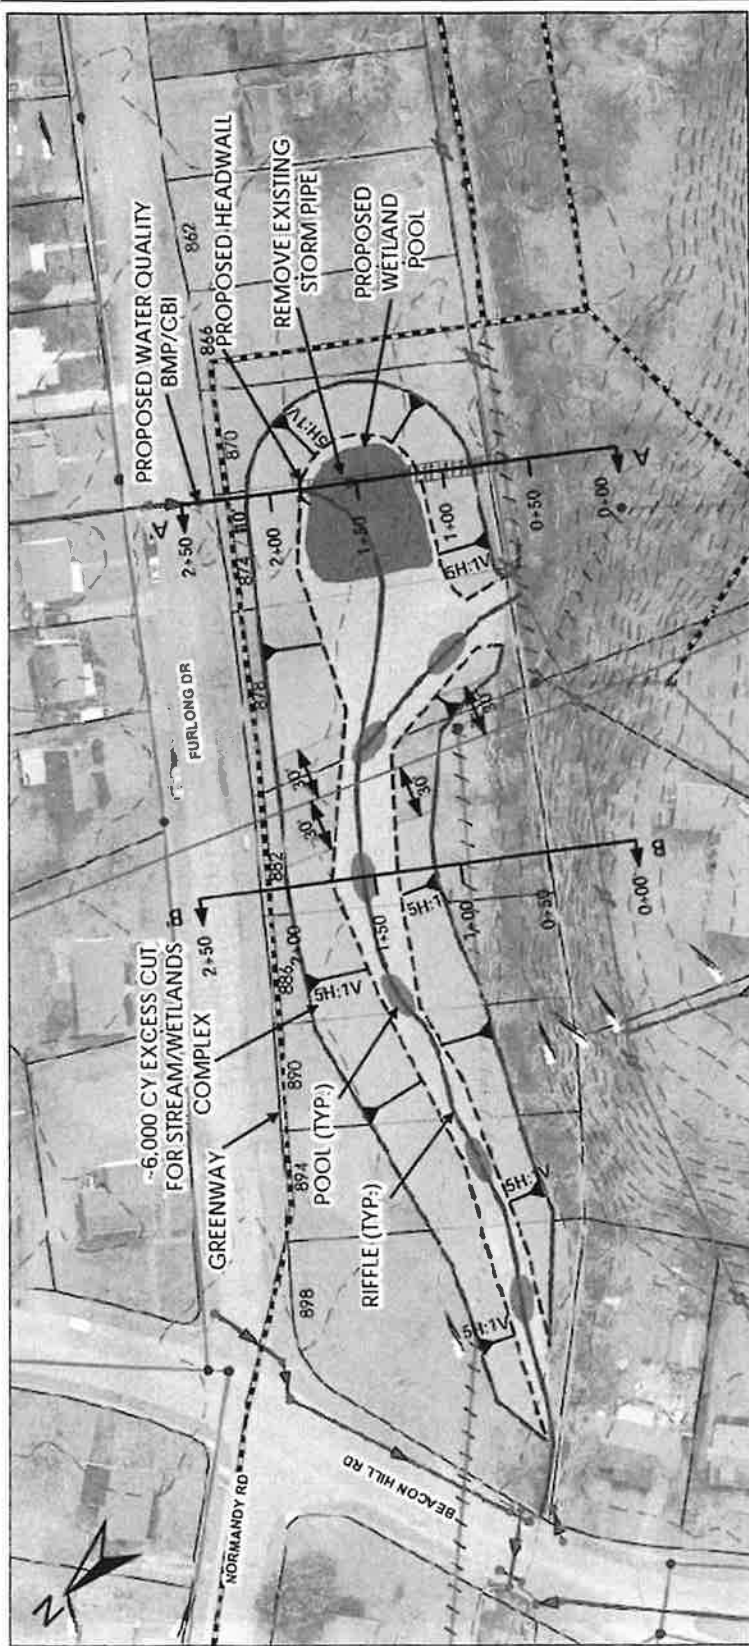 PROPOSED WATER QUALITY
BMP/CBI
PROPOSED HEADWALL
REMOVE EXISTING
STORM PIPE
PROPOSED
WETLAND
POOL
862
866
870
874
878
882
886
890
894
898
110
5H:1V
5H:1V
5H:1
5H:1V
5H:1V
5H:1V
A'
2+50
2+00
1+50
1+00
0+50
0+00
A
FURLONG DR
30'
30'
30'
30'
B'
2+50
2+00
1+50
1+00
0+50
0+00
B
~6,000 CY EXCESS CUT
FOR STREAM/WETLANDS
COMPLEX
GREENWAY
POOL (TYP.)
RIFFLE (TYP.)
NORMANDY RD
BEACON HILL RD
N